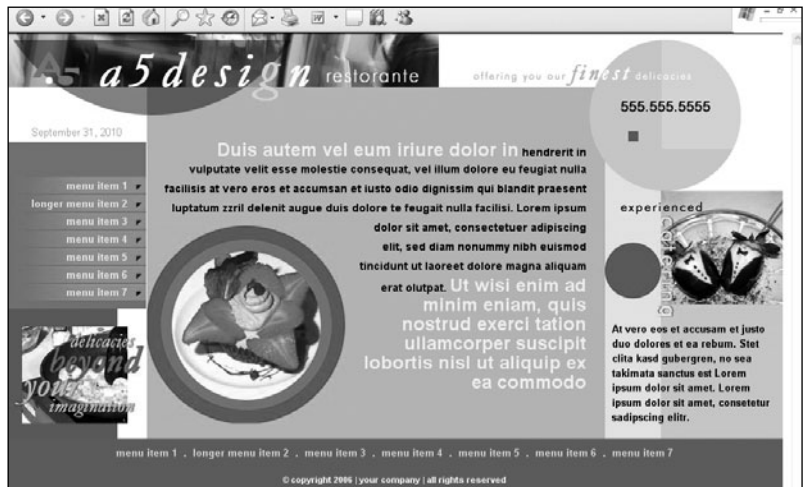 A5
a5design restorante
offering you our finest delicacies
555.555.5555
September 31, 2010
Duis autem vel eum iriure dolor in hendrerit in
vulputate velit esse molestie consequat, vel illum dolore eu feugiat nulla
facilisis at vero eros et accumsan et iusto odio dignissim qui blandit praesent
luptatum zzril delenit augue duis dolore te feugait nulla facilisi. Lorem ipsum
dolor sit amet, consectetuer adipiscing
elit, sed diam nonummy nibh euismod
tincidunt ut laoreet dolore magna aliquam
erat olutpat. Ut wisi enim ad
minim eniam, quis
nostrud exerci tation
ullamcorper suscipit
lobortis nisl ut aliquip ex
ea commodo
menu item 1
longer menu item 2
menu item 3
menu item 4
menu item 5
menu item 6
menu item 7
delicacies
beyond
your
imagination
experienced
catering
At vero eos et accusam et justo
duo dolores et ea rebum. Stet
clita kasd gubergren, no sea
takimata sanctus est Lorem
ipsum dolor sit amet. Lorem
ipsum dolor sit amet, consetetur
sadipscing elitr.
menu item 1 . longer menu item 2 . menu item 3 . menu item 4 . menu item 5 . menu item 6 . menu item 7
© copyright 2006 | your company | all rights reserved